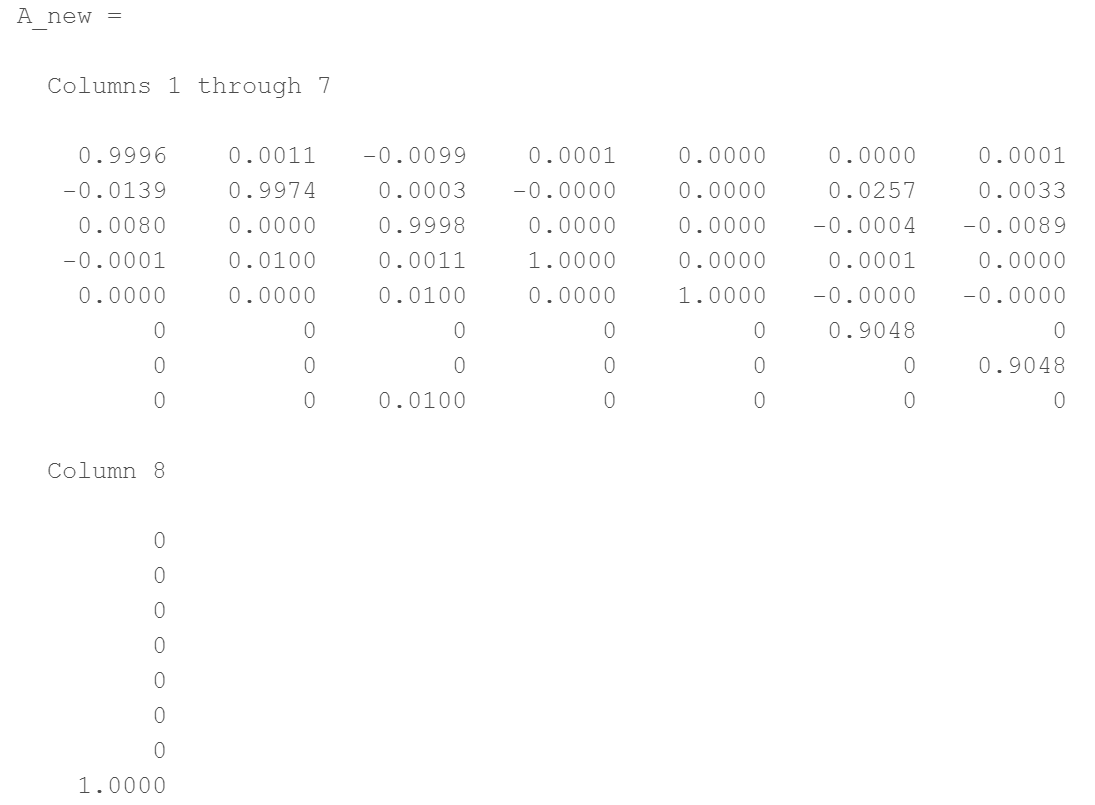 A_new =
Columns 1 through 7
0.9996 0.0011 -0.0099 0.0001 0.0000 0.0000 0.0001
-0.0139 0.9974 0.0003 -0.0000 0.0000 0.0257 0.0033
0.0080 0.0000 0.9998 0.0000 0.0000 -0.0004 -0.0089
-0.0001 0.0100 0.0011 1.0000 0.0000 0.0001 0.0000
0.0000 0.0000 0.0100 0.0000 1.0000 -0.0000 -0.0000
0 0 0 0 0 0.9048 0
0 0 0 0 0 0 0.9048
0 0 0.0100 0 0 0 0
Column 8
0
0
0
0
0
0
0
1.0000